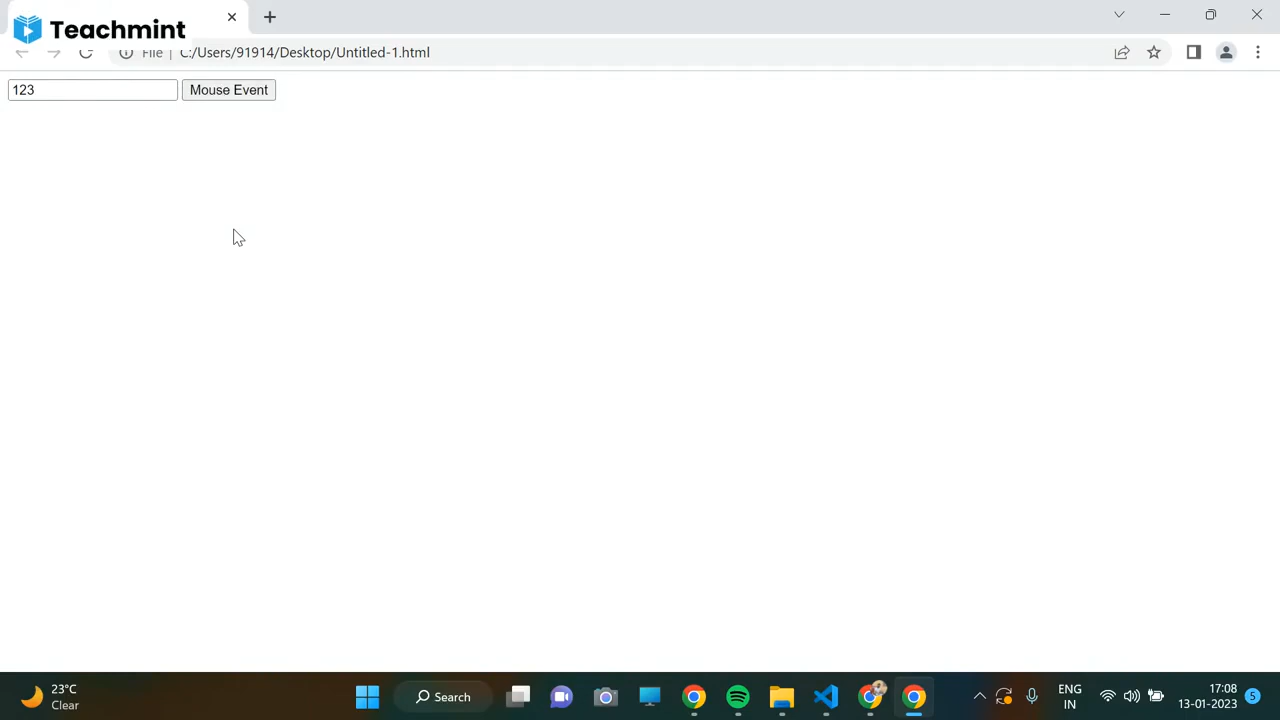 Teachmint
File | C:/Users/91914/Desktop/Untitled-1.html
123
Mouse Event
23°C
Clear
Search
ENG
IN
17:08
13-01-2023
5